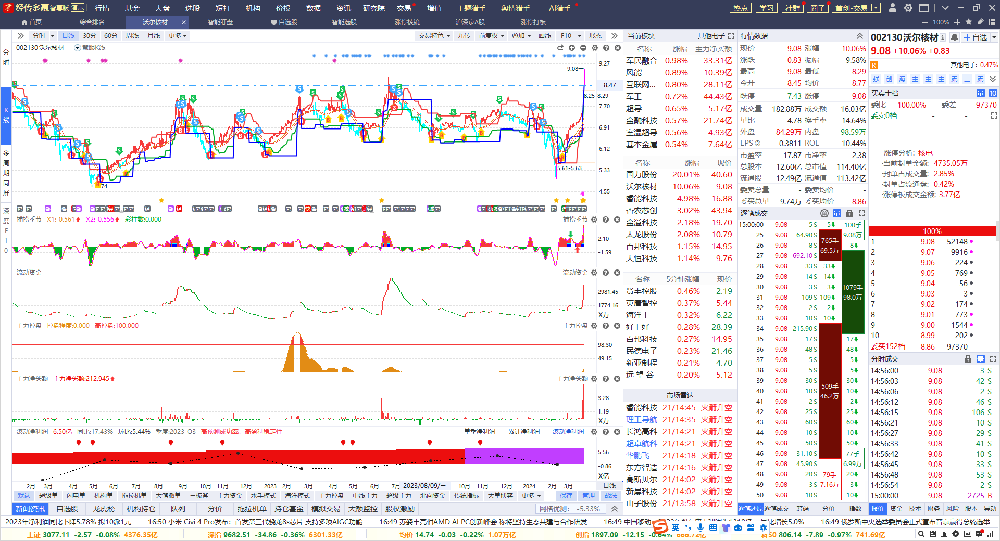 经传多赢 智尊版 演示 行情 基金 大盘 选股 短打 机构 价投 数据 资讯 研究院 交易 增值 主题猎手 舆情猎手 AI猎手 热点 学习 社群 圈子 首创-交易
首页 综合排名 沃尔核材 智能盯盘 自选股 智能选股 涨停棱镜 沪深京A股 涨停打板 100%
分时 日线 30分 60分 周线 月线 更多 交易特色 九转 前复权 叠加 画线 F10 形态
002130 沃尔核材 慧眼K线
分时
K线
多周期同屏
深度F10
9.27
9.08
8.47
8.25-8.29
7.70
6.91
6.12
5.61-5.63
5.33
4.55
捕捞季节 X1:-0.561 X2:-0.556 彩柱数:0.000 捕捞季节
2.10
-1.59
流动资金 流动资金
2981.45
1774.16
X万
主力控盘 控盘程度:0.000 高控盘:100.000 主力控盘
98.30
49.15
主力净买额 主力净买额:212.945 主力净买额
3.28
1.19
X万
滚动净利润 6.50亿 同比:17.43% 环比:5.44% 季度:2023-Q3 高预测成功率，高盈利稳定性 单季净利润 | 累计净利润 | 滚动净利润
5.56
-0.86
X亿
2月 3月 4月 5月 6月 7月 8月 9月 10月 11月 12月 2023 2月 3月 4月 5月 6月 7月 2023/08/09/三 10月 11月 12月 2024 2月 3月 日线
默认 超级单 闪电单 机构单 拖拉机单 大笔撤单 三板斧 主力资金 水手模式 海洋模式 主力控盘 中线主力 超级主力 北向资金 传统指标 大单博弈 更多 保存 管理 战法
新闻资讯 自选股 龙虎榜 机构持仓 队列 分价 拖拉机单 持仓基金 模拟交易 大额监控 股权激励 网格优测: -5.33%
当前板块 其他电子
名称 涨幅 主力净买额
军民融合 0.98% 33.31亿
风能 0.89% 10.39亿
互联网... 0.80% 28.11亿
军工 0.72% 44.43亿
超导 0.65% 5.17亿
金融科技 0.57% 21.74亿
室温超导 0.56% 4.93亿
基本金属 0.54% 7.64亿
名称 涨幅 现价
国力股份 20.01% 40.60
沃尔核材 10.06% 9.08
睿能科技 4.98% 16.88
香农芯创 3.02% 43.94
金溢科技 2.18% 19.70
太龙股份 2.08% 10.79
百邦科技 1.15% 14.95
大恒科技 1.14% 9.76
名称 5分钟涨幅 现价
贤丰控股 0.46% 2.19
英唐智控 0.37% 5.44
海洋王 0.32% 6.22
好上好 0.28% 28.39
百邦科技 0.27% 14.95
民德电子 0.23% 21.46
新亚制程 0.21% 4.70
远 望 谷 0.20% 5.12
市场雷达
睿能科技 21/14:45 火箭升空
理工导航 21/14:35 火箭升空
长鸿高科 21/14:21 火箭升空
超卓航科 21/14:21 火箭升空
华鹏飞 21/14:18 火箭升空
东方智造 21/14:16 火箭升空
高斯贝尔 21/14:02 火箭升空
新晨科技 21/14:02 火箭升空
山子股份 21/13:58 火箭升空
行情数据
现价 9.08 涨幅 10.06%
涨跌 0.83 振幅 9.58%
最高 9.08 最低 8.29
今开 8.45 均价 8.77
跌停 7.43 涨停 9.08
成交量 182.88万 成交额 16.03亿
量比 4.78 换手率 14.64%
外盘 84.29万 内盘 98.59万
EPS③ 0.3811 ROE 10.44%
市盈率 17.87 市净率 2.38
总股本 12.60亿 总市值 114.40亿
流通股 12.49亿 流通值 113.42亿
委卖总量 - 委卖均价 -
委买总量 9.74万 委买均价 8.86
逐笔成交 单 量
15:00:00 9.08 5 S 5
25 9.08 64.90 S
26 9.08 8 S 8
27 9.08 692.10 S
28 9.08 33 S 33
29 9.08 14 S 14
30 9.08 3 S 3
31 9.08 109 S 109
32 9.08 2 S 2
33 9.08 10 S 10
34 9.08 215.90 S
35 9.08 17 S 17
36 9.08 48 S 48
37 9.08 5 S 5
38 9.08 5 S 5
39 9.08 30 S 30
40 9.08 10 S 10
41 9.08 2 S 2
42 9.08 25 S 25
43 9.08 60 S 60
44 9.08 10 S 10
45 9.08 50 S 50
46 9.08 31.10 S
47 9.08 45.90 S
48 9.08 20 S 20
49 9.08 3 S 3
50 9.08 10 S 10
100手
9.08万
765手
69.5万
1079手
98.0万
509手
46.2万
77手
6.99万
79手
7.16万
逐笔还原 逐笔成交 筹码 分价 指数
002130 沃尔核材 自选
9.08 +10.06% +0.83
R 其他电子: 0.47%
强 创 海 主 主 主 流 三 流
买卖十档 量 10
委比 100.00% 委差 97370
委卖0档 - -
涨停分析: 核电
·当前封单金额: 4735.05万
·封单占成交量: 2.85%
·封单占流通盘: 0.42%
·涨停板成交金额: 3.77亿
100%
1 9.08 52148
2 9.07 9916
3 9.06 224
4 9.05 769
5 9.04 56
6 9.03 3
7 9.02 174
8 9.01 773
9 9.00 1544
10 8.99 202
委买152档 8.86 97370
分时成交 量
14:56:00 9.08 3 S
14:56:03 9.08 42 S
14:56:06 9.08 2 S
14:56:12 9.08 46 S
14:56:15 9.08 106 S
14:56:21 9.08 10 S
14:56:27 9.08 29 S
14:56:33 9.08 41 S
14:56:42 9.08 10 S
14:56:45 9.08 33 S
14:56:48 9.08 53 S
14:56:54 9.08 2 S
15:00:00 9.08 2725 B
报价 资金 技术 财务 风险 股本 异动
2023年净利润同比下降5.78% 拟10派1元 16:50 小米 Civi 4 Pro发布：首发第三代骁龙8s芯片 支持多项AIGC功能 16:49 苏姿丰亮相AMD AI PC创新峰会 称将坚持生态共建与合作研发 16:49 中国移动: 同比增长5.0% 16:49 俄罗斯中央选举委员会正式宣布普京赢得总统选举
上证 3077.11 -2.57 -0.08% 4376.35亿 深指 9682.51 -34.86 -0.36% 6301.33亿 均价 14.74 -0.03 -0.22% 1.07万亿 创指 1897.09 -12.15 -0.64% 666.72亿 科50 806.14 -7.89 -0.97% 741.69亿
英